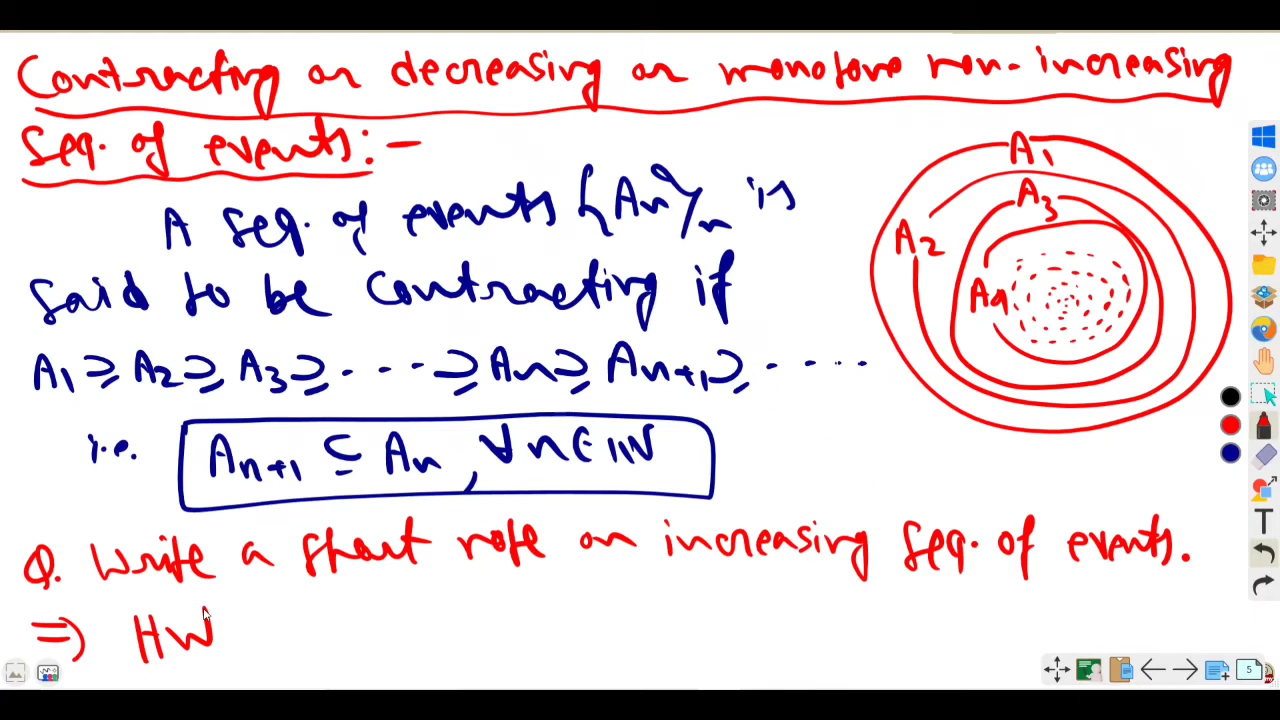 Contracting or decreasing or monotone non-increasing
seq. of events:-
A seq. of events {An}n is
said to be contracting if
A1 ⊇ A2 ⊇ A3 ⊇ ---- ⊇ An ⊇ An+1 ⊇ -----
i.e. An+1 ⊆ An, ∀ n ∈ IN
A1
A3
A2
A4
Q. Write a short note on increasing seq. of events.
⇒ HW
T
5